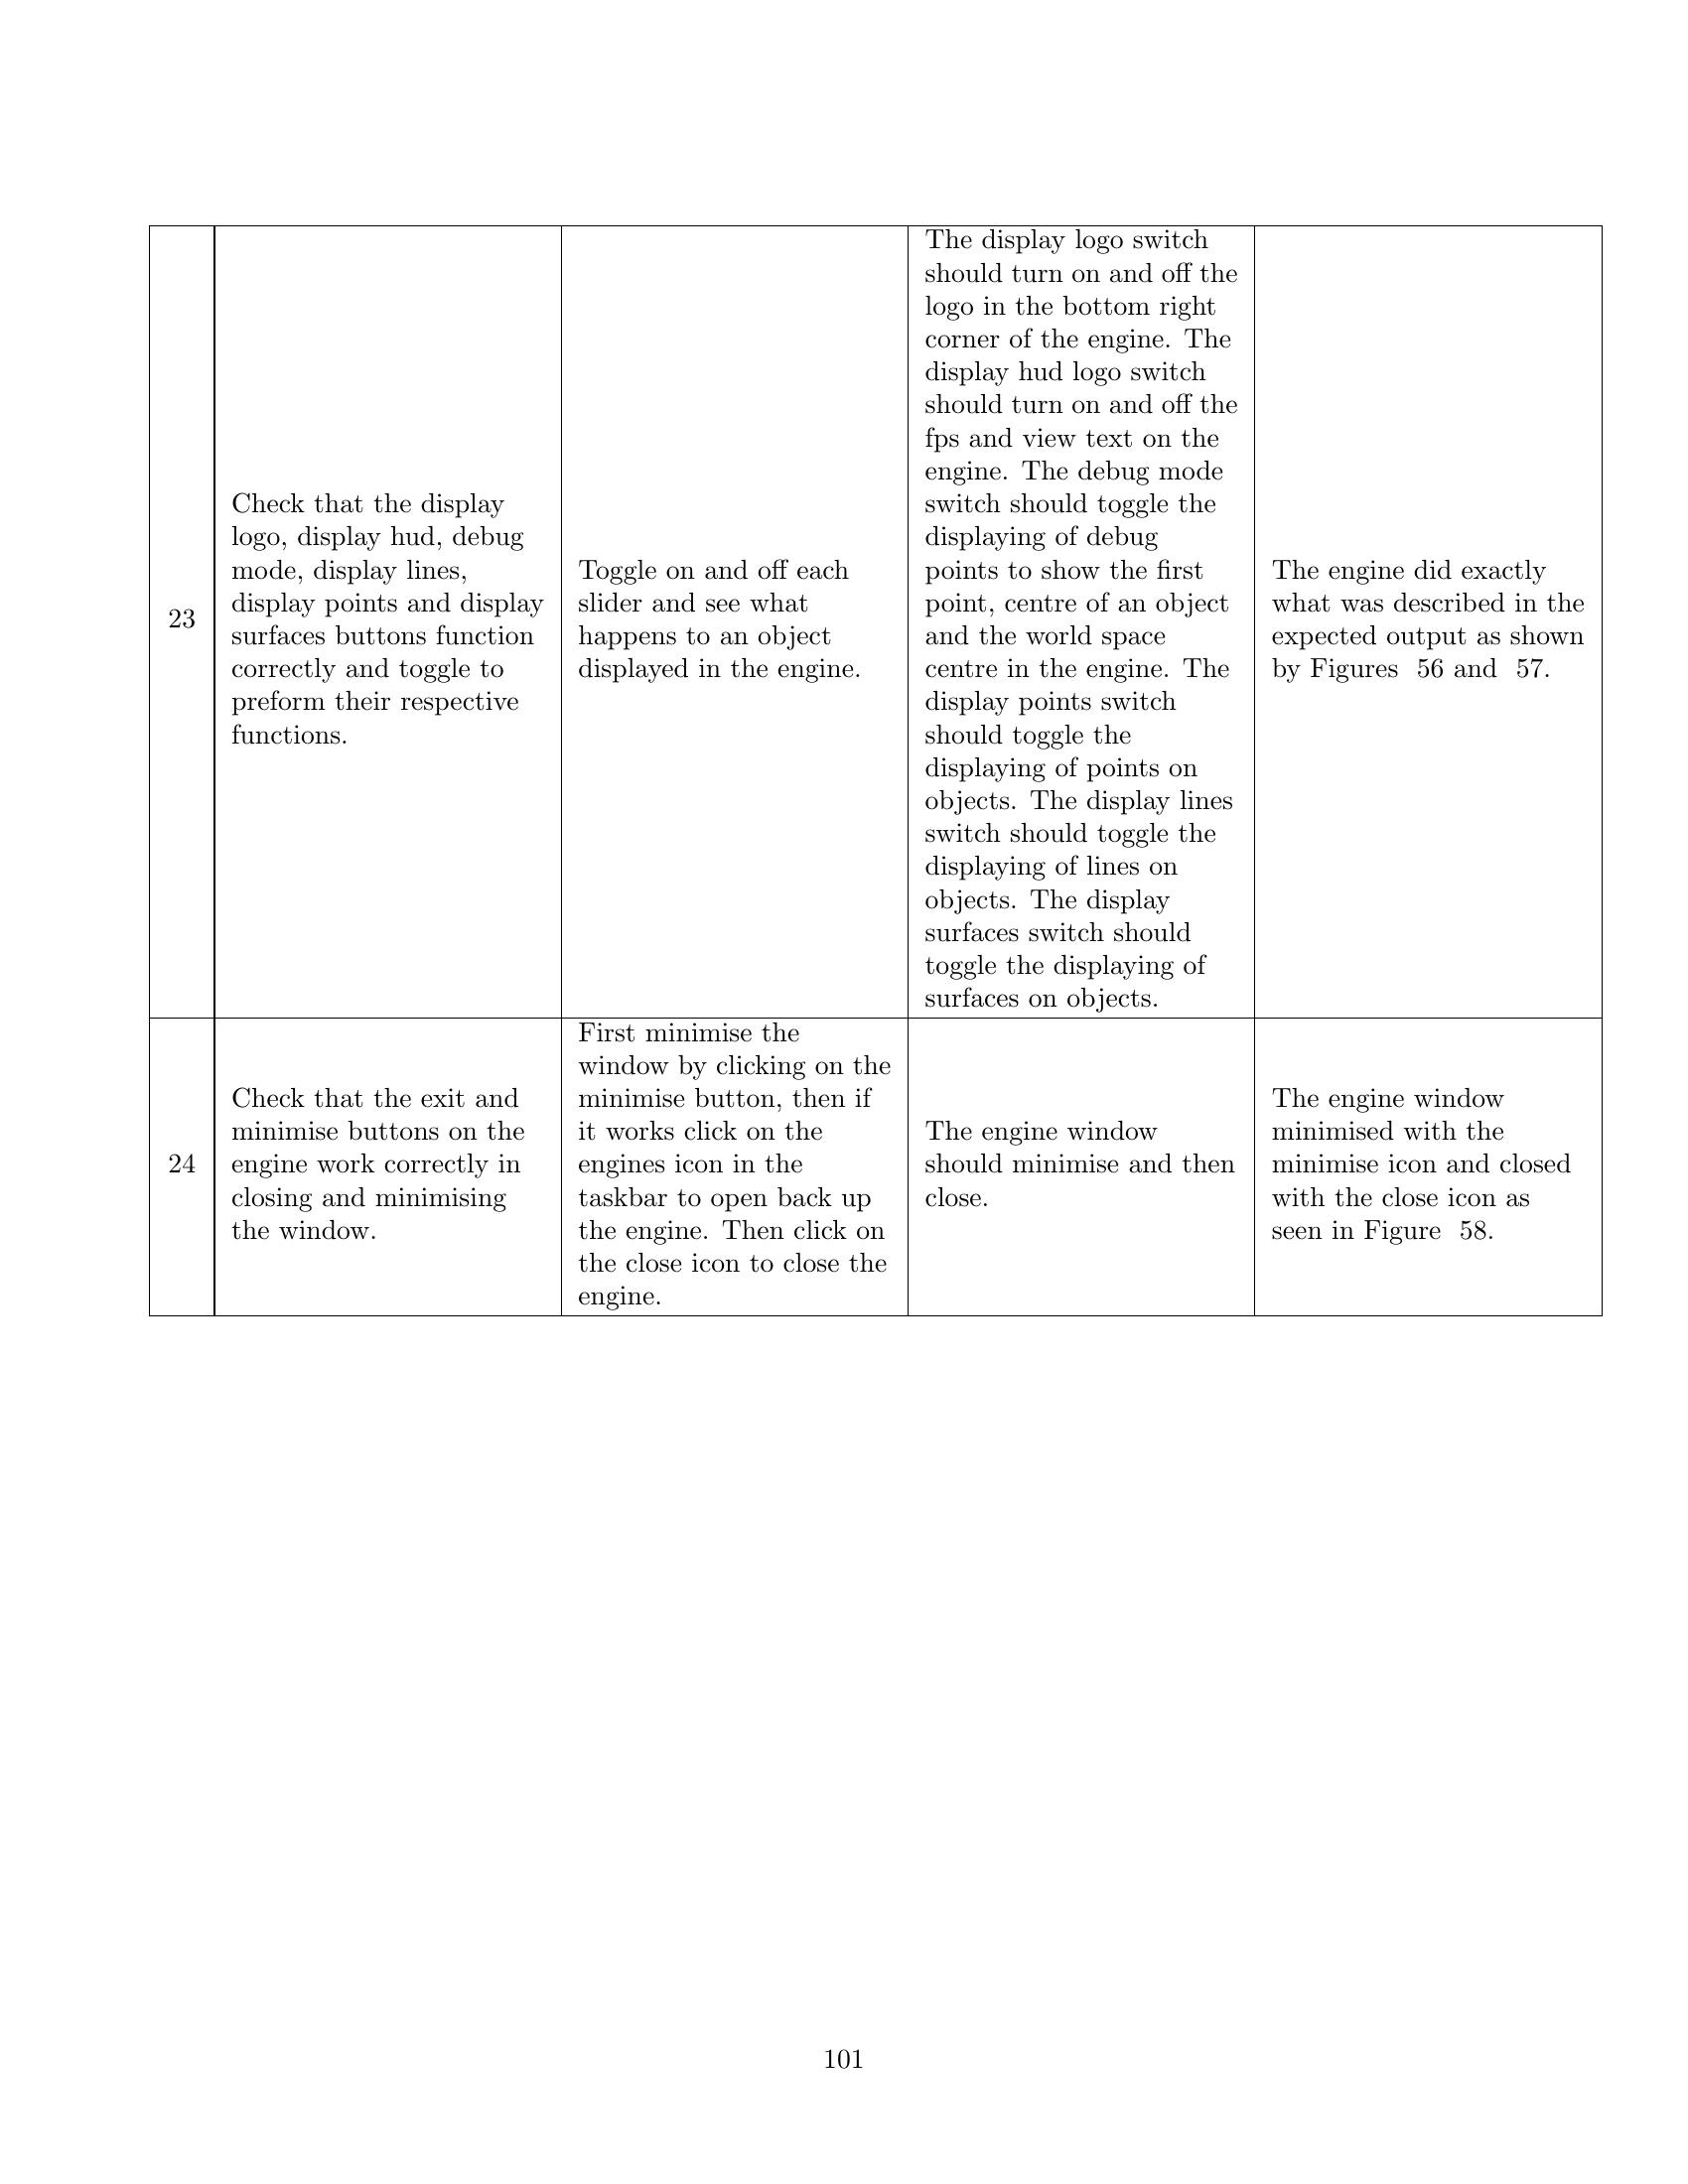 23
Check that the display
logo, display hud, debug
mode, display lines,
display points and display
surfaces buttons function
correctly and toggle to
preform their respective
functions.
Toggle on and off each
slider and see what
happens to an object
displayed in the engine.
The display logo switch
should turn on and off the
logo in the bottom right
corner of the engine. The
display hud logo switch
should turn on and off the
fps and view text on the
engine. The debug mode
switch should toggle the
displaying of debug
points to show the first
point, centre of an object
and the world space
centre in the engine. The
display points switch
should toggle the
displaying of points on
objects. The display lines
switch should toggle the
displaying of lines on
objects. The display
surfaces switch should
toggle the displaying of
surfaces on objects.
The engine did exactly
what was described in the
expected output as shown
by Figures 56 and 57.
24
Check that the exit and
minimise buttons on the
engine work correctly in
closing and minimising
the window.
First minimise the
window by clicking on the
minimise button, then if
it works click on the
engines icon in the
taskbar to open back up
the engine. Then click on
the close icon to close the
engine.
The engine window
should minimise and then
close.
The engine window
minimised with the
minimise icon and closed
with the close icon as
seen in Figure 58.
101